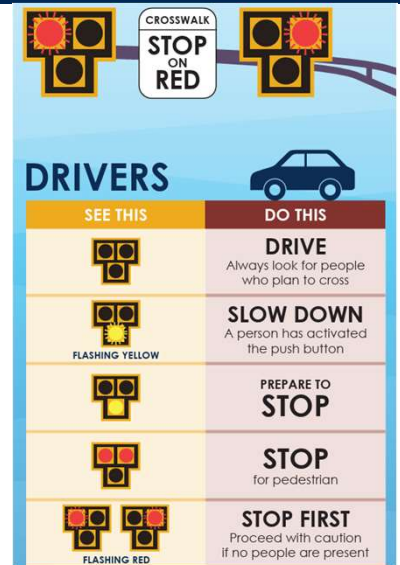 CROSSWALK
STOP
ON
RED
DRIVERS
SEE THIS
DO THIS
DRIVE
Always look for people
who plan to cross
FLASHING YELLOW
SLOW DOWN
A person has activated
the push button
PREPARE TO
STOP
STOP
for pedestrian
FLASHING RED
STOP FIRST
Proceed with caution
if no people are present